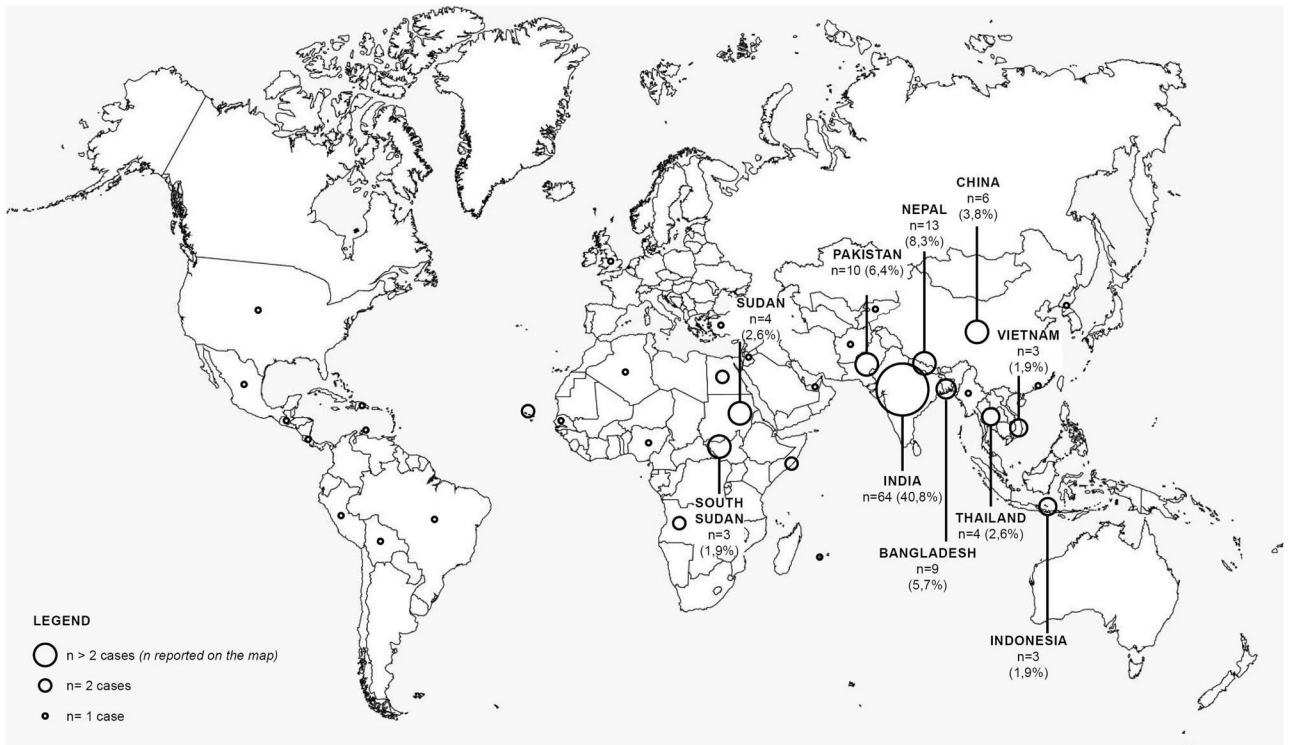 CHINA
n=6
(3,8%)
NEPAL
n=13
(8,3%)
PAKISTAN
n=10 (6,4%)
SUDAN
n=4
(2,6%)
VIETNAM
n=3
(1,9%)
INDIA
n=64 (40,8%)
SOUTH
SUDAN
n=3
(1,9%)
THAILAND
n=4 (2,6%)
BANGLADESH
n=9
(5,7%)
INDONESIA
n=3
(1,9%)
LEGEND
n > 2 cases (n reported on the map)
n= 2 cases
n= 1 case